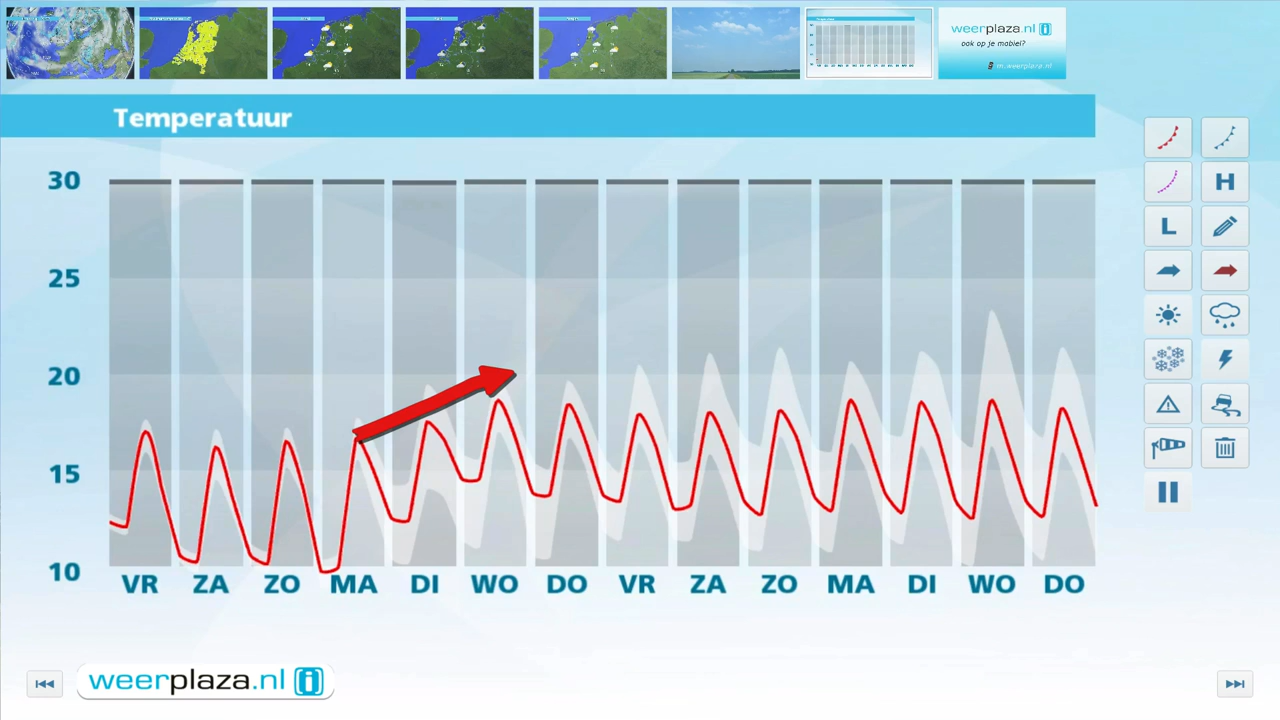 weerplaza.nl
ook op je mobiel?
m.weerplaza.nl
Temperatuur
30
25
20
15
10
VR ZA ZO MA DI WO DO VR ZA ZO MA DI WO DO
H
L
weerplaza.nl